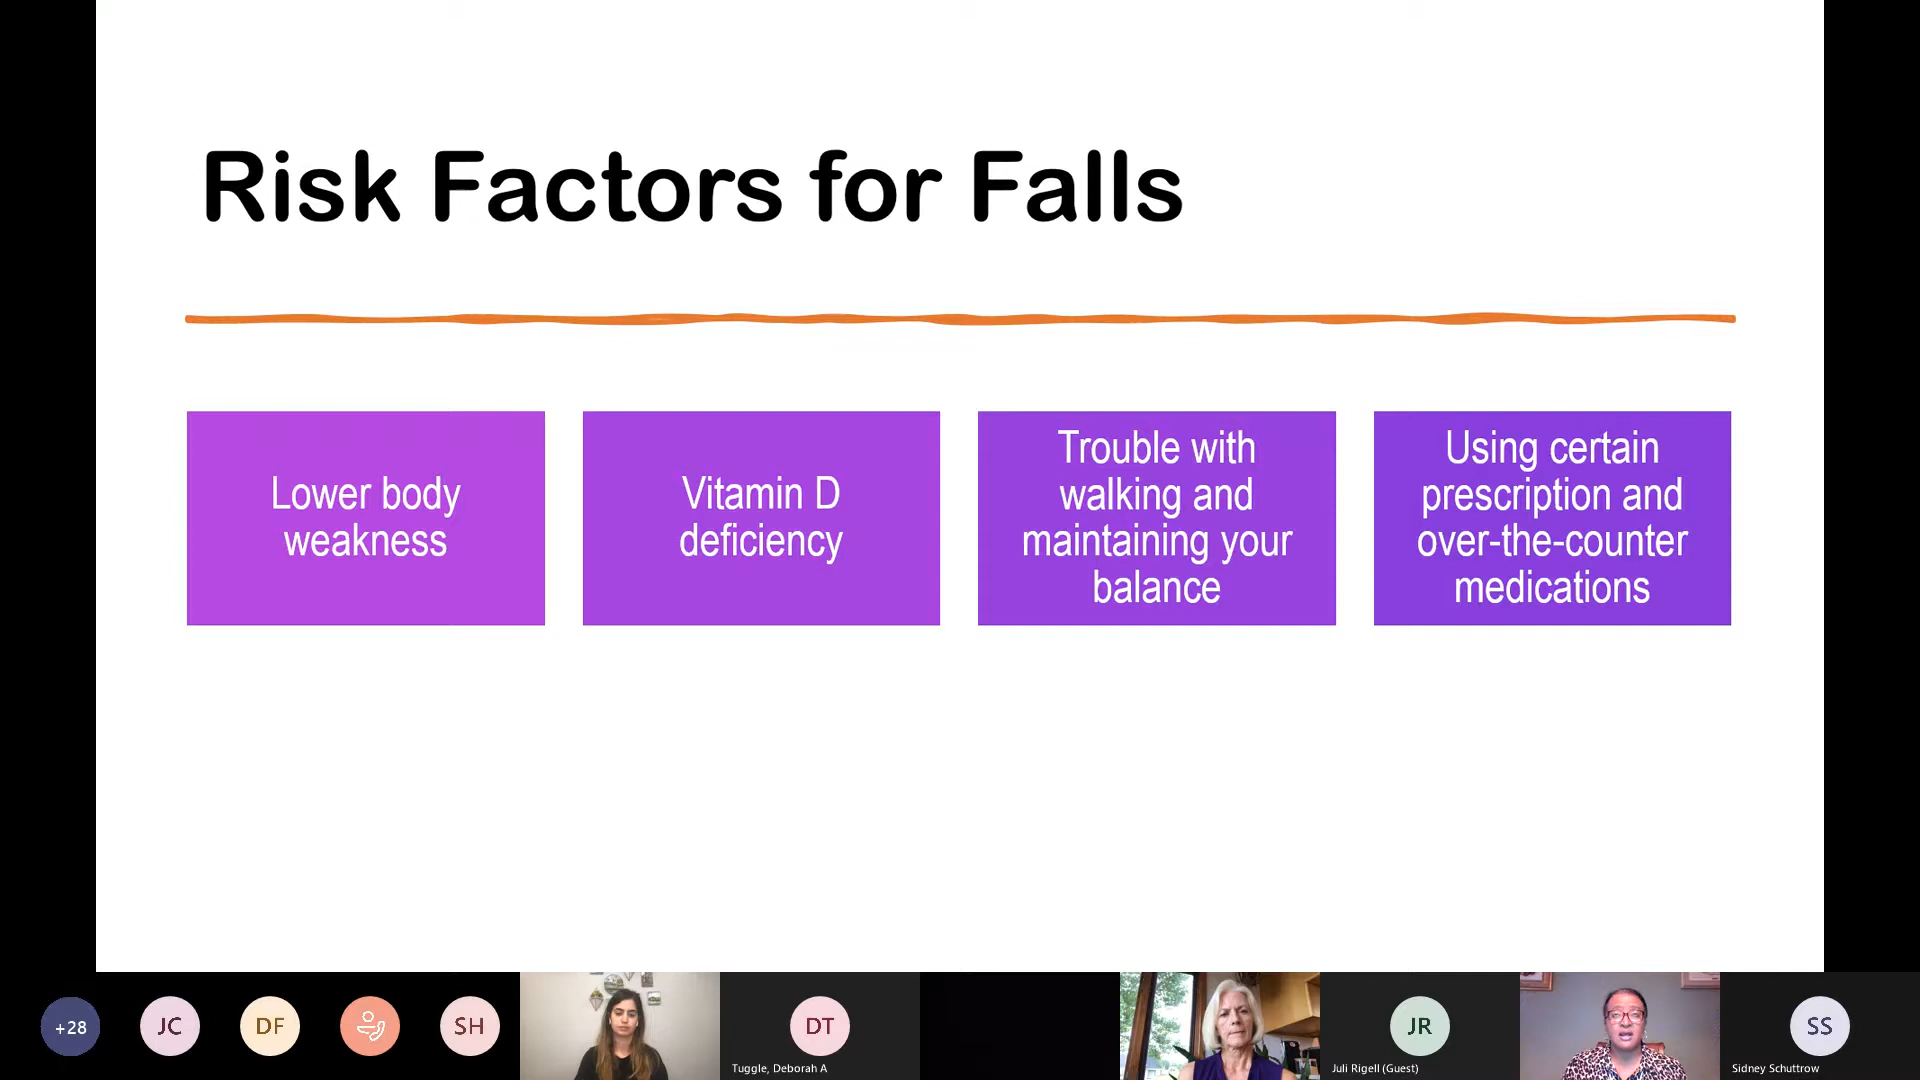 Risk Factors for Falls
Lower body
weakness
Vitamin D
deficiency
Trouble with
walking and
maintaining your
balance
Using certain
prescription and
over-the-counter
medications
+28
JC
DF
SH
DT
Tuggle, Deborah A
JR
Juli Rigell (Guest)
SS
Sidney Schuttrow